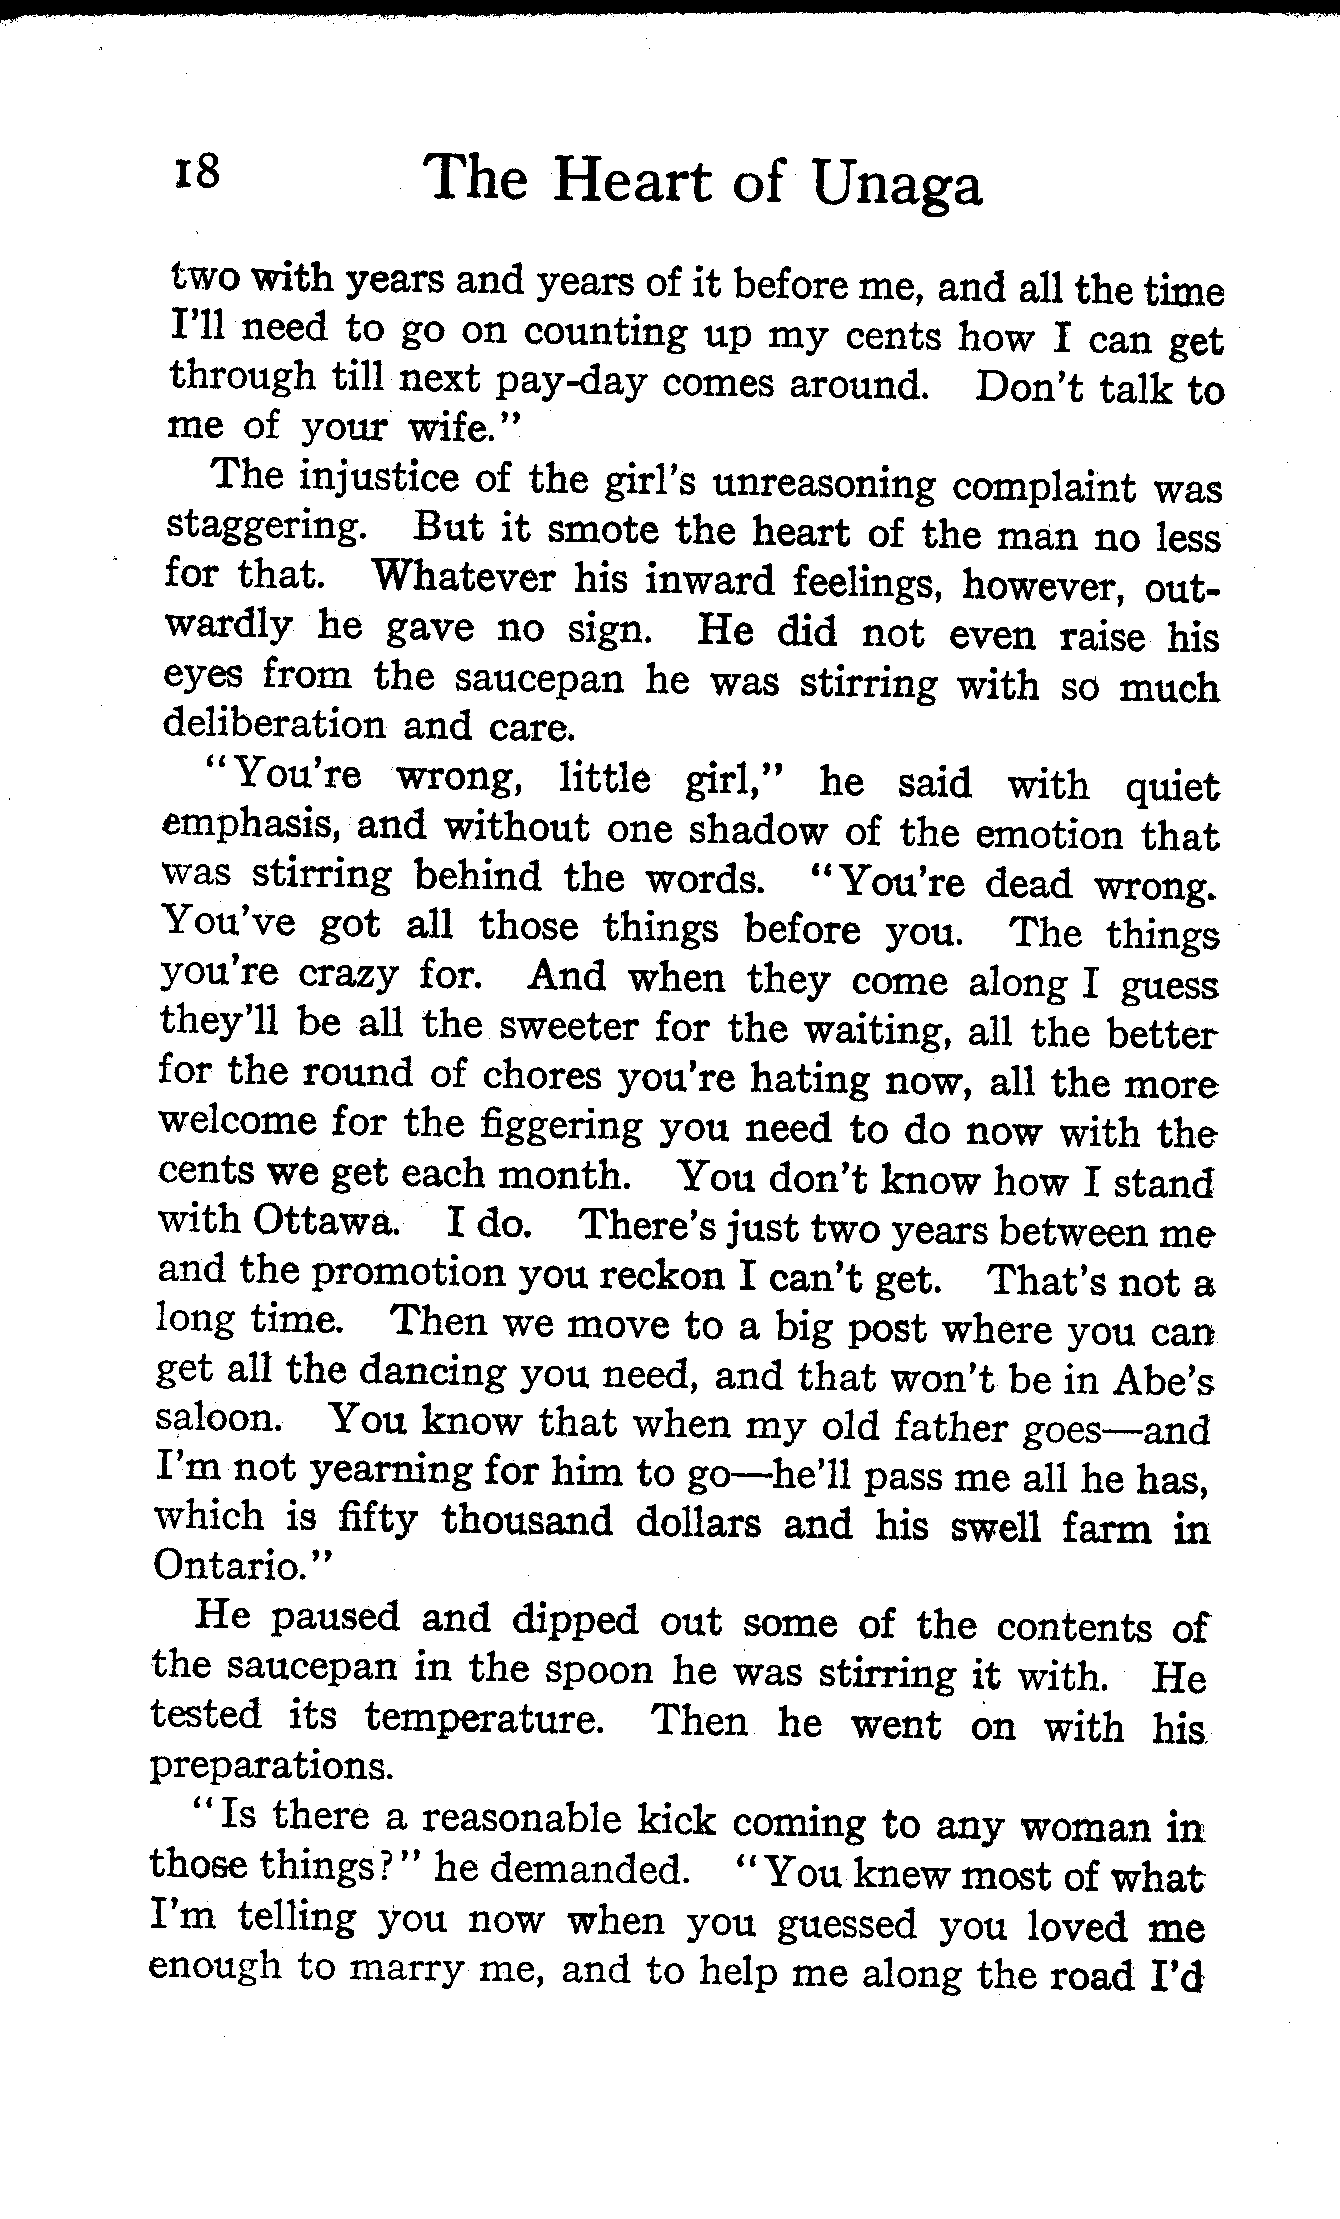 18 The Heart of Unaga
two with years and years of it before me, and all the time
I'll need to go on counting up my cents how I can get
through till next pay-day comes around. Don't talk to
me of your wife."
The injustice of the girl's unreasoning complaint was
staggering. But it smote the heart of the man no less
for that. Whatever his inward feelings, however, out-
wardly he gave no sign. He did not even raise his
eyes from the saucepan he was stirring with so much
deliberation and care.
"You're wrong, little girl," he said with quiet
emphasis, and without one shadow of the emotion that
was stirring behind the words. "You're dead wrong.
You've got all those things before you. The things
you're crazy for. And when they come along I guess
they'll be all the sweeter for the waiting, all the better
for the round of chores you're hating now, all the more
welcome for the figgering you need to do now with the
cents we get each month. You don't know how I stand
with Ottawa. I do. There's just two years between me
and the promotion you reckon I can't get. That's not a
long time. Then we move to a big post where you can
get all the dancing you need, and that won't be in Abe's
saloon. You know that when my old father goes—and
I'm not yearning for him to go—he'll pass me all he has,
which is fifty thousand dollars and his swell farm in
Ontario."
He paused and dipped out some of the contents of
the saucepan in the spoon he was stirring it with. He
tested its temperature. Then he went on with his
preparations.
"Is there a reasonable kick coming to any woman in
those things?" he demanded. "You knew most of what
I'm telling you now when you guessed you loved me
enough to marry me, and to help me along the road I'd